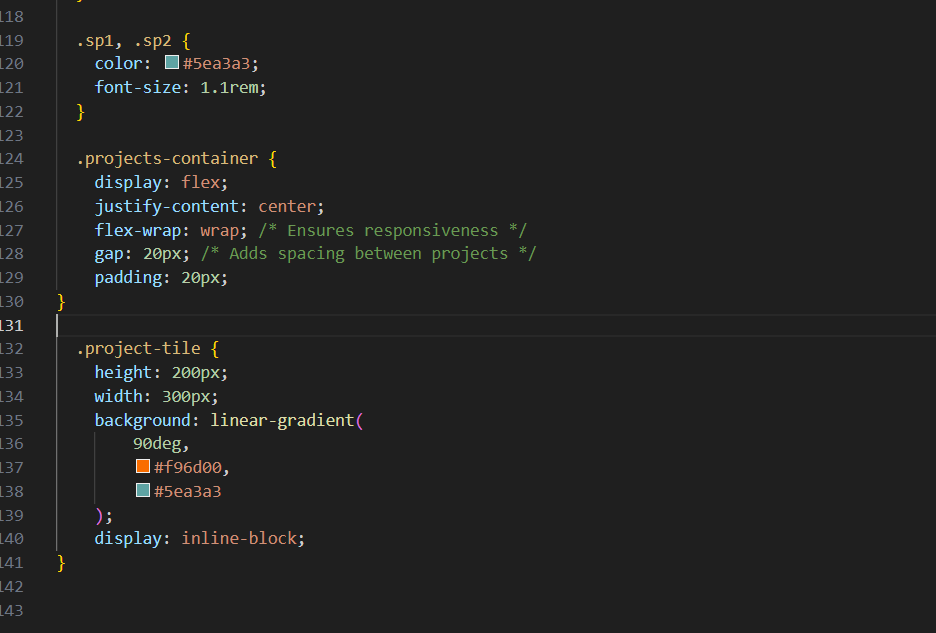 118
119 .sp1, .sp2 {
120 color: #5ea3a3;
121 font-size: 1.1rem;
122 }
123
124 .projects-container {
125 display: flex;
126 justify-content: center;
127 flex-wrap: wrap; /* Ensures responsiveness */
128 gap: 20px; /* Adds spacing between projects */
129 padding: 20px;
130 }
131
132 .project-tile {
133 height: 200px;
134 width: 300px;
135 background: linear-gradient(
136 90deg,
137 #f96d00,
138 #5ea3a3
139 );
140 display: inline-block;
141 }
142
143